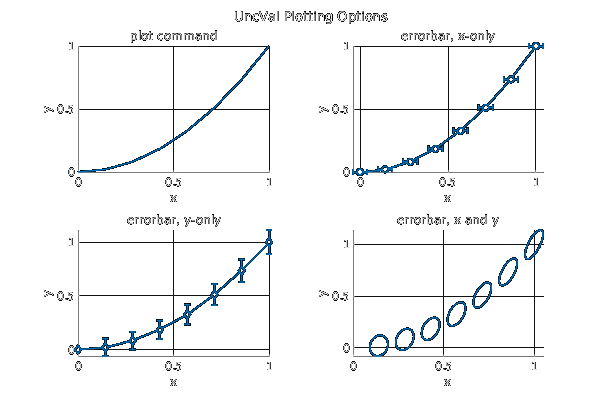 UncVal Plotting Options
plot command
1
y 0.5
0
0 0.5 1
x
errorbar, x-only
1
y 0.5
0
0 0.5 1
x
errorbar, y-only
1
y 0.5
0
0 0.5 1
x
errorbar, x and y
1
y 0.5
0
0 0.5 1
x